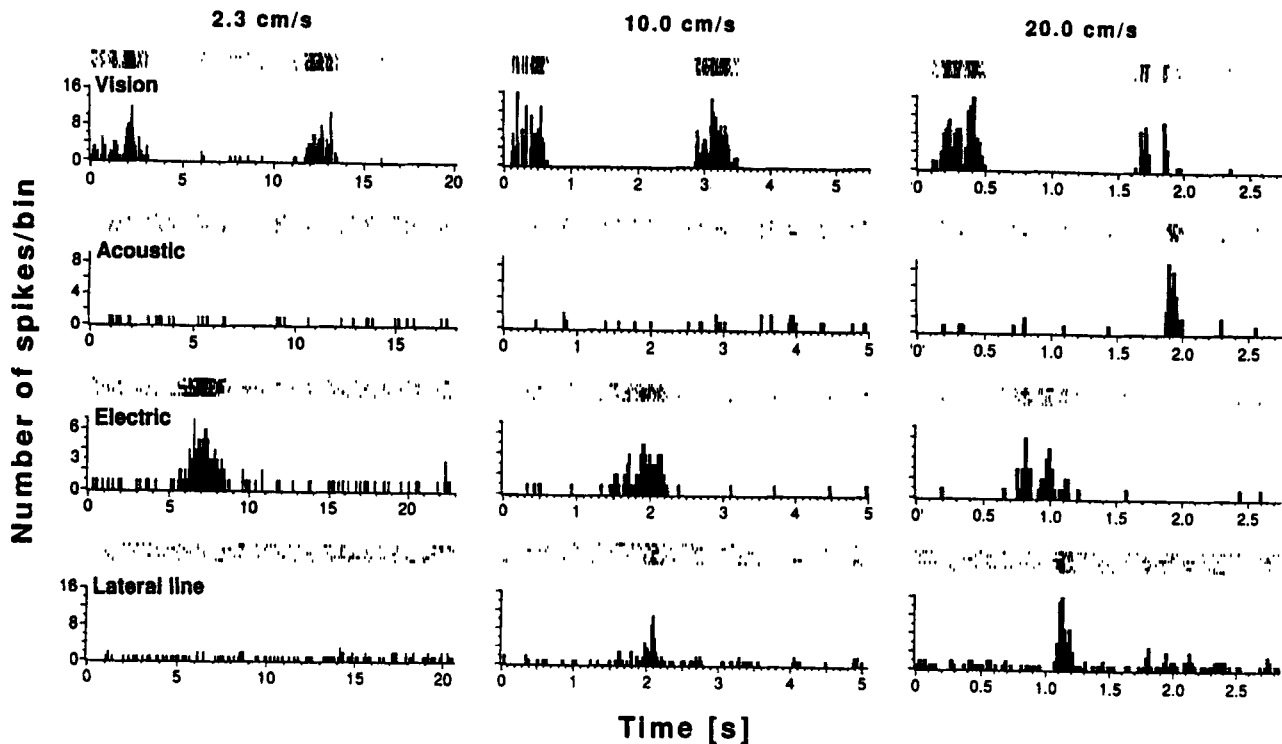 2.3 cm/s 10.0 cm/s 20.0 cm/s
Number of spikes/bin
Vision
16
8
0
0 5 10 15 20
0 1 2 3 4 5
'0 0.5 1.0 1.5 2.0 2.5
Acoustic
8
4
0
0 5 10 15
0 1 2 3 4 5
'0' 0.5 1.0 1.5 2.0 2.5
Electric
6
3
0
0 5 10 15 20
0 1 2 3 4 5
0' 0.5 1.0 1.5 2.0 2.5
Lateral line
16
8
0
0 5 10 15 20
0 1 2 3 4 5
'0 0.5 1.0 1.5 2.0 2.5
Time [s]